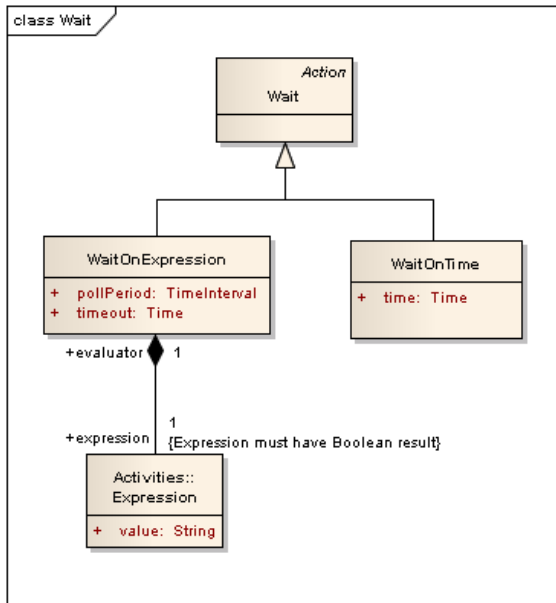 class Wait
Action
Wait
WaitOnExpression
+ pollPeriod: TimeInterval
+ timeout: Time
WaitOnTime
+ time: Time
+evaluator 1
1
+expression {Expression must have Boolean result}
Activities::
Expression
+ value: String